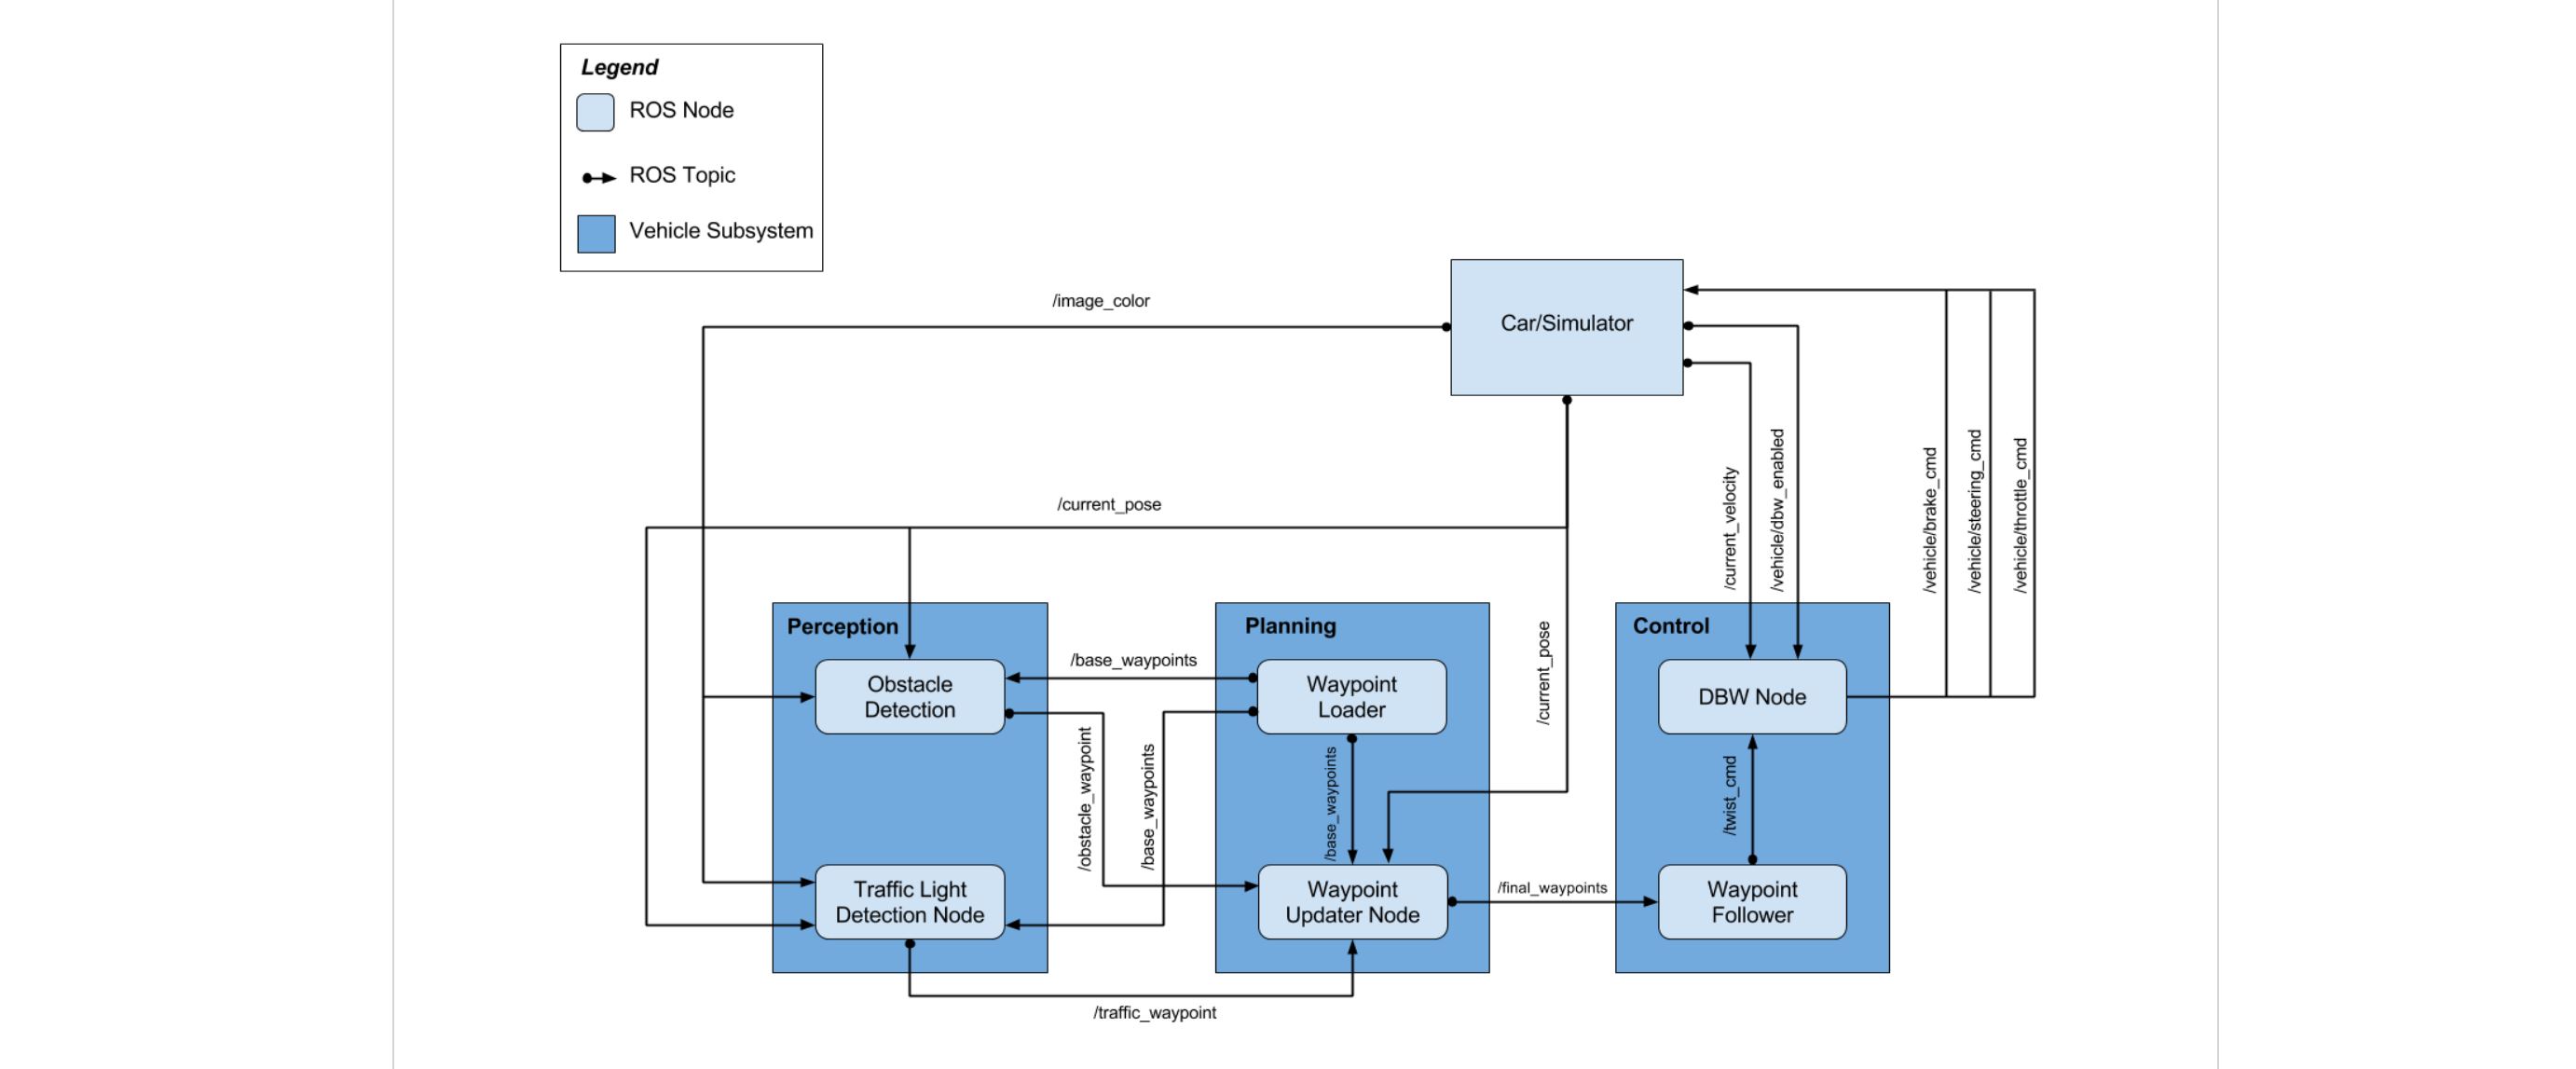 Legend
ROS Node
ROS Topic
Vehicle Subsystem
/image_color
Car/Simulator
/current_pose
/current_velocity
/vehicle/dbw_enabled
/vehicle/brake_cmd
/vehicle/steering_cmd
/vehicle/throttle_cmd
Perception
Obstacle
Detection
Traffic Light
Detection Node
/base_waypoints
/obstacle_waypoint
/base_waypoints
/traffic_waypoint
Planning
Waypoint
Loader
/base_waypoints
Waypoint
Updater Node
/current_pose
/final_waypoints
Control
DBW Node
/twist_cmd
Waypoint
Follower